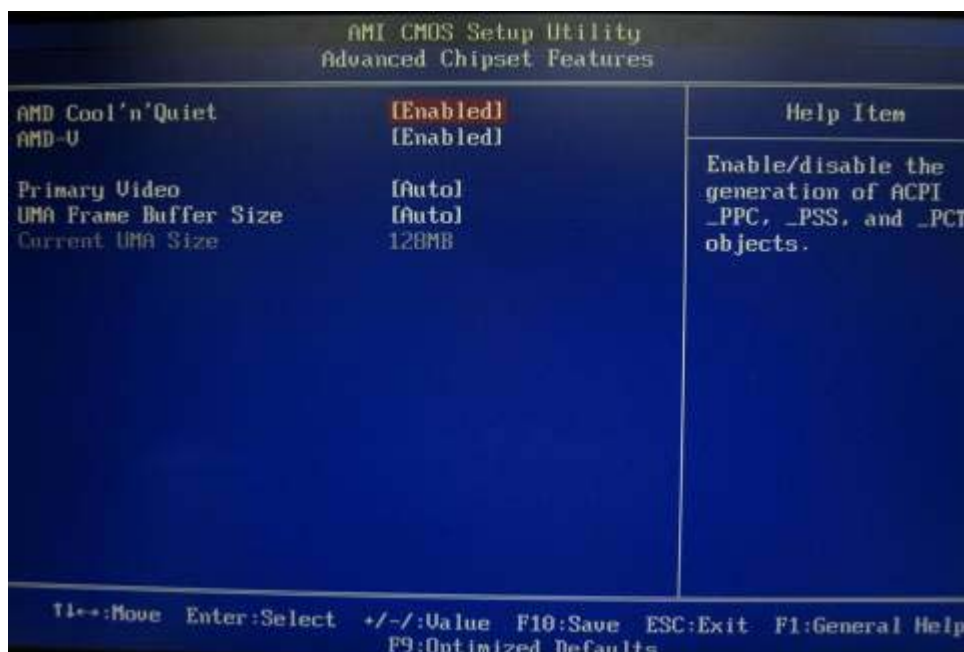 AMI CMOS Setup Utility
Advanced Chipset Features
AMD Cool'n'Quiet [Enabled]
AMD-V [Enabled]
Primary Video [Auto]
UMA Frame Buffer Size [Auto]
Current UMA Size 128MB
Help Item
Enable/disable the
generation of ACPI
_PPC, _PSS, and _PCT
objects.
↑↓←→:Move Enter:Select +/-/:Value F10:Save ESC:Exit F1:General Help
F9:Optimized Defaults